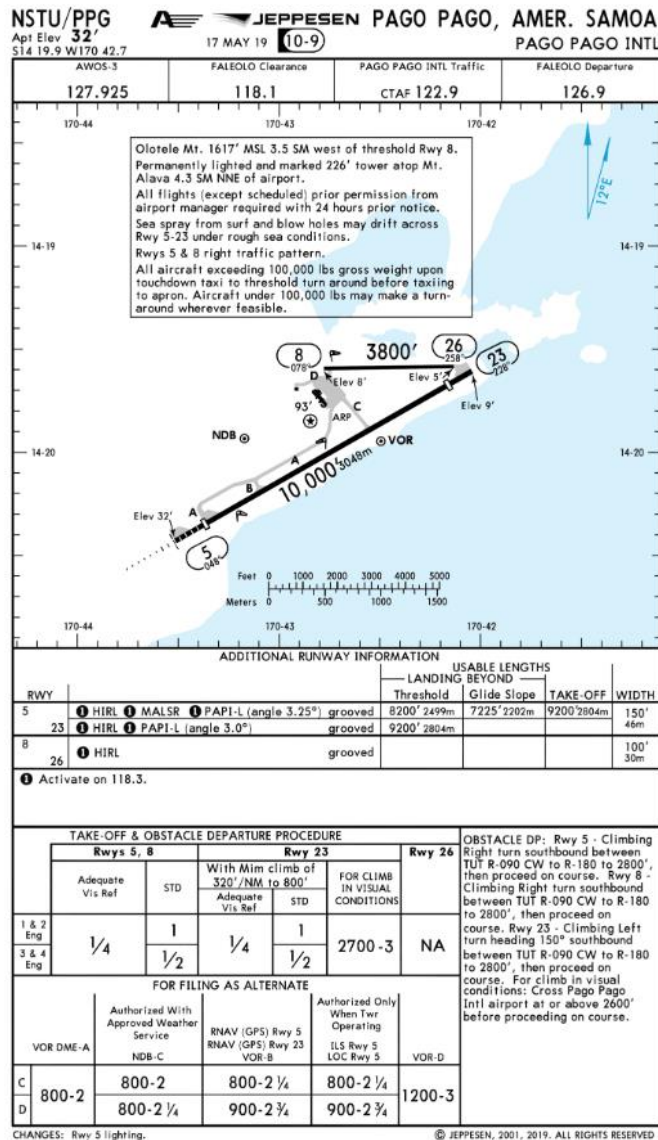 NSTU/PPG
Apt Elev 32'
S14 19.9 W170 42.7
JEPPESEN
17 MAY 19
10-9
PAGO PAGO, AMER. SAMOA
PAGO PAGO INTL
AWOS-3
127.925
FALEOLO Clearance
118.1
PAGO PAGO INTL Traffic
CTAF 122.9
FALEOLO Departure
126.9
170-44 170-43 170-42
Olotele Mt. 1617' MSL 3.5 SM west of threshold Rwy 8.
Permanently lighted and marked 226' tower atop Mt.
Alava 4.3 SM NNE of airport.
All flights (except scheduled) prior permission from
airport manager required with 24 hours prior notice.
Sea spray from surf and blow holes may drift across
Rwy 5-23 under rough sea conditions.
Rwys 5 & 8 right traffic pattern.
All aircraft exceeding 100,000 lbs gross weight upon
touchdown taxi to threshold turn around before taxiing
to apron. Aircraft under 100,000 lbs may make a turn-
around wherever feasible.
12°E
14-19 14-19
8
078°
D
3800'
26
258°
23
228°
Elev 8'
Elev 5'
Elev 9'
93'
C
ARP
NDB
VOR
14-20 14-20
A
B
A
10,000' 3048m
Elev 32'
5
048°
Feet 0 1000 2000 3000 4000 5000
Meters 0 500 1000 1500
170-44 170-43 170-42
ADDITIONAL RUNWAY INFORMATION
USABLE LENGTHS
LANDING BEYOND
RWY Threshold Glide Slope TAKE-OFF WIDTH
5 1 HIRL 1 MALSR 1 PAPI-L (angle 3.25°) grooved 8200' 2499m 7225' 2202m 9200' 2804m 150'
23 1 HIRL 1 PAPI-L (angle 3.0°) grooved 9200' 2804m 46m
8 100'
26 1 HIRL grooved 30m
1 Activate on 118.3.
TAKE-OFF & OBSTACLE DEPARTURE PROCEDURE
Rwys 5, 8 Rwy 23 Rwy 26
Adequate
Vis Ref
STD
With Mim climb of
320'/NM to 800'
Adequate
Vis Ref
STD
FOR CLIMB
IN VISUAL
CONDITIONS
1 & 2
Eng
3 & 4
Eng
1/4
1
1/2
1/4
1
1/2
2700-3
NA
OBSTACLE DP: Rwy 5 - Climbing
Right turn southbound between
TUT R-090 CW to R-180 to 2800',
then proceed on course. Rwy 8 -
Climbing Right turn southbound
between TUT R-090 CW to R-180
to 2800', then proceed on
course. Rwy 23 - Climbing Left
turn heading 150° southbound
between TUT R-090 CW to R-180
to 2800', then proceed on
course. For climb in visual
conditions: Cross Pago Pago
Intl airport at or above 2600'
before proceeding on course.
FOR FILING AS ALTERNATE
VOR DME-A
Authorized With
Approved Weather
Service
NDB-C
RNAV (GPS) Rwy 5
RNAV (GPS) Rwy 23
VOR-B
Authorized Only
When Twr
Operating
ILS Rwy 5
LOC Rwy 5
VOR-D
C
D
800-2
800-2
800-2 1/4
800-2 1/4
900-2 3/4
800-2 1/4
900-2 3/4
1200-3
CHANGES: Rwy 5 lighting.
© JEPPESEN, 2001, 2019. ALL RIGHTS RESERVED